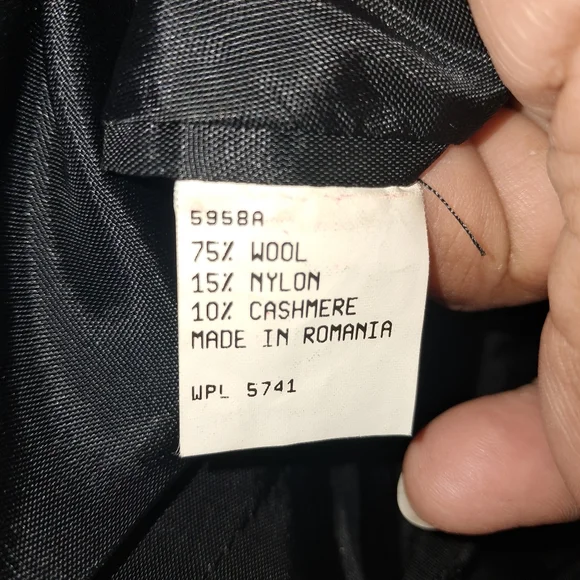 5958A
75% WOOL
15% NYLON
10% CASHMERE
MADE IN ROMANIA
WPL 5741